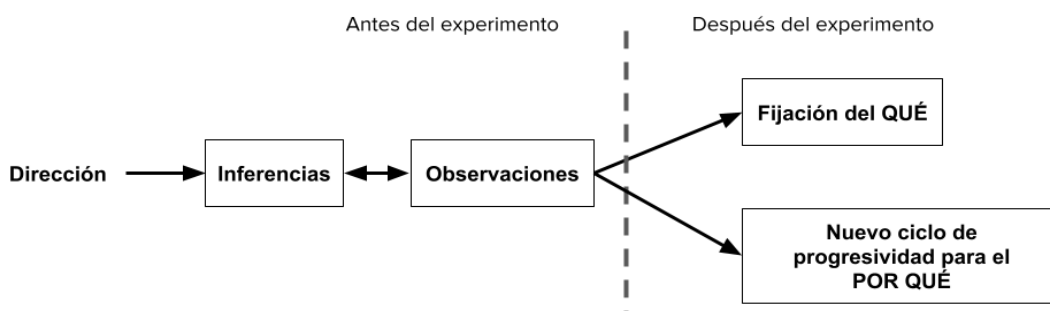 Antes del experimento
Después del experimento
Fijación del QUÉ
Dirección
Inferencias
Observaciones
Nuevo ciclo de
progresividad para el
POR QUÉ